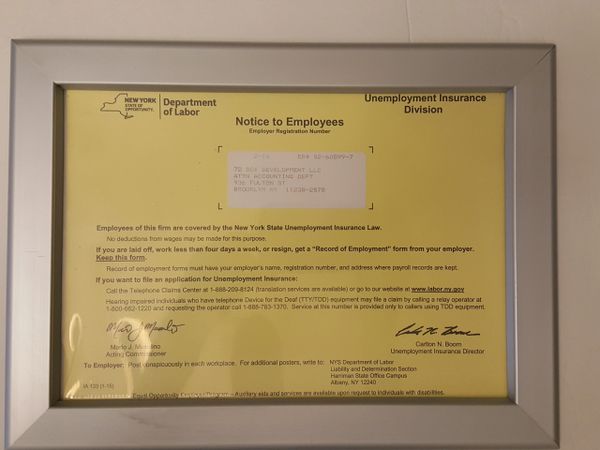 NEW YORK
STATE OF
OPPORTUNITY.
Department
of Labor
Unemployment Insurance
Division
Notice to Employees
Employer Registration Number
ER#
DEVELOPMENT LLC
ATTN ACCOUNTING DEPT
936 FULTON ST
BROOKLYN NY
Employees of this firm are covered by the New York State Unemployment Insurance Law.
No deductions from wages may be made for this purpose.
If you are laid off, work less than four days a week, or resign, get a "Record of Employment" form from your employer.
Keep this form.
Record of employment forms must have your employer's name, registration number, and address where payroll records are kept.
If you want to file an application for Unemployment Insurance:
Call the Telephone Claims Center at 1-888-209-8124 (translation services are available) or go to our website at www.labor.ny.gov
Hearing impaired individuals who have telephone Device for the Deaf (TTY/TDD) equipment may file a claim by calling a relay operator at
1-800-662-1220 and requesting the operator call 1-888-783-1370. Service at this number is provided only to callers using TDD equipment.
Mario J. Musolino
Acting Commissioner
Carlton N. Boorn
Unemployment Insurance Director
To Employer: Post conspicuously in each workplace. For additional posters, write to:
NYS Department of Labor
Liability and Determination Section
Harriman State Office Campus
Albany, NY 12240
IA 133 (1-15)
Equal Opportunity Employer/Program - Auxiliary aids and services are available upon request to individuals with disabilities.